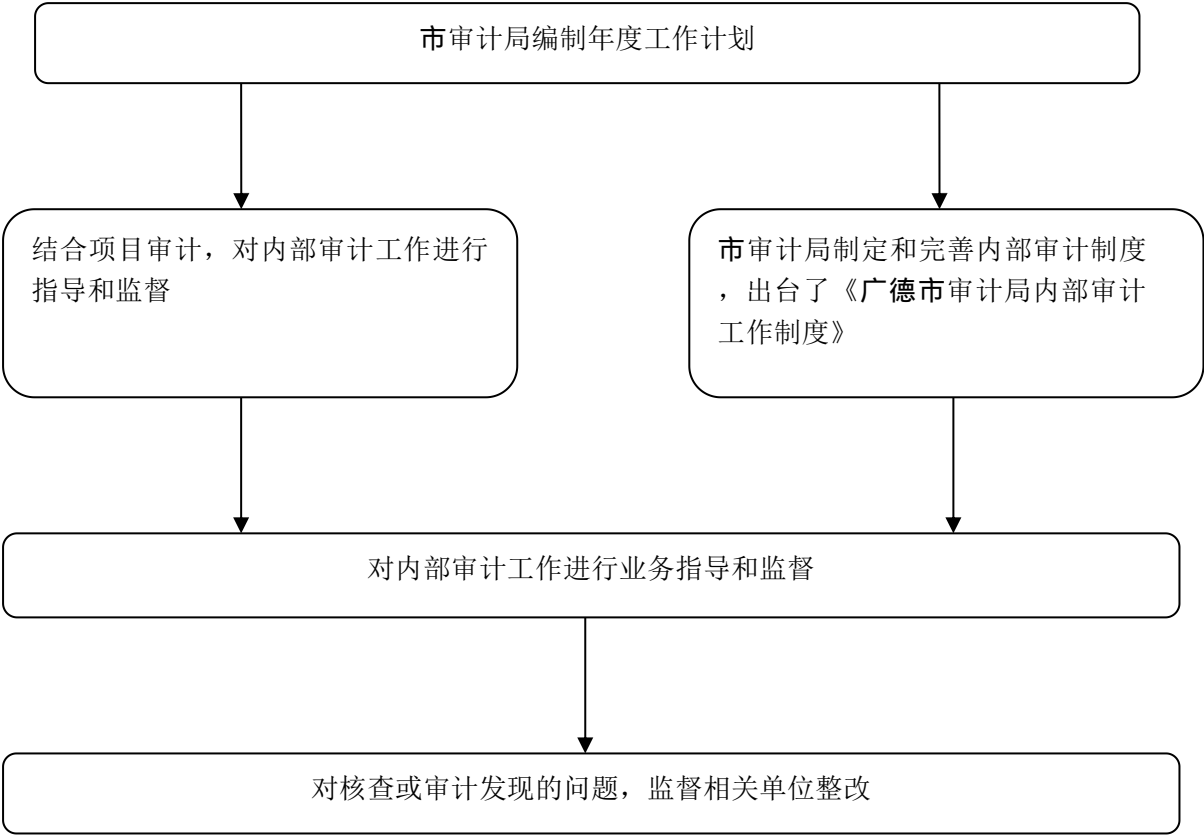 市审计局编制年度工作计划
结合项目审计，对内部审计工作进行
指导和监督
市审计局制定和完善内部审计制度
，出台了《广德市审计局内部审计
工作制度》
对内部审计工作进行业务指导和监督
对核查或审计发现的问题，监督相关单位整改